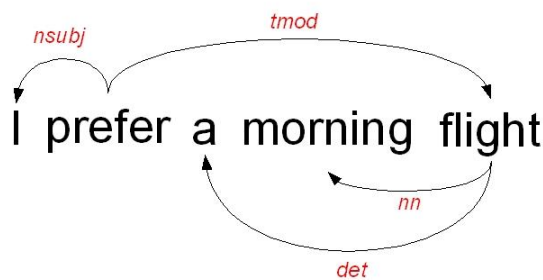 nsubj
tmod
I prefer a morning flight
nn
det